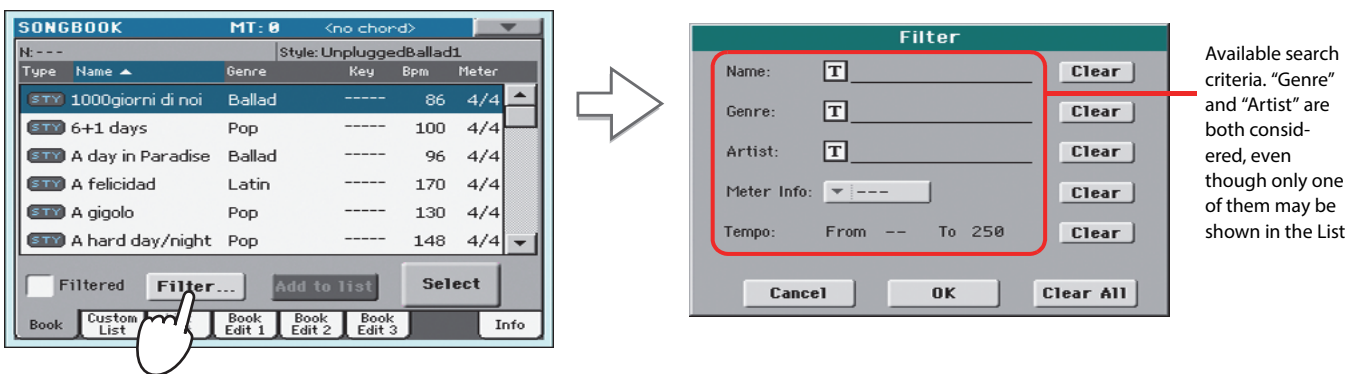 SONGBOOK MT: 0 <no chord>
N: --- Style: UnpluggedBallad1
Type Name Genre Key Bpm Meter
STY 1000giorni di noi Ballad ----- 86 4/4
STY 6+1 days Pop ----- 100 4/4
STY A day in Paradise Ballad ----- 96 4/4
STY A felicidad Latin ----- 170 4/4
STY A gigolo Pop ----- 130 4/4
STY A hard day/night Pop ----- 148 4/4
Filtered Filter... Add to list Select
Book Custom List Book Edit 1 Book Edit 2 Book Edit 3 Info
Filter
Name: T Clear
Genre: T Clear
Artist: T Clear
Meter Info: --- Clear
Tempo: From -- To 250 Clear
Cancel OK Clear All
Available search
criteria. “Genre”
and “Artist” are
both consid-
ered, even
though only one
of them may be
shown in the List